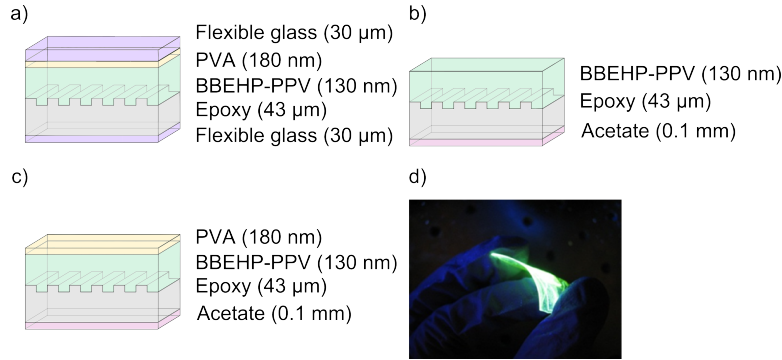 a)
Flexible glass (30 µm)
PVA (180 nm)
BBEHP-PPV (130 nm)
Epoxy (43 µm)
Flexible glass (30 µm)
b)
BBEHP-PPV (130 nm)
Epoxy (43 µm)
Acetate (0.1 mm)
c)
PVA (180 nm)
BBEHP-PPV (130 nm)
Epoxy (43 µm)
Acetate (0.1 mm)
d)